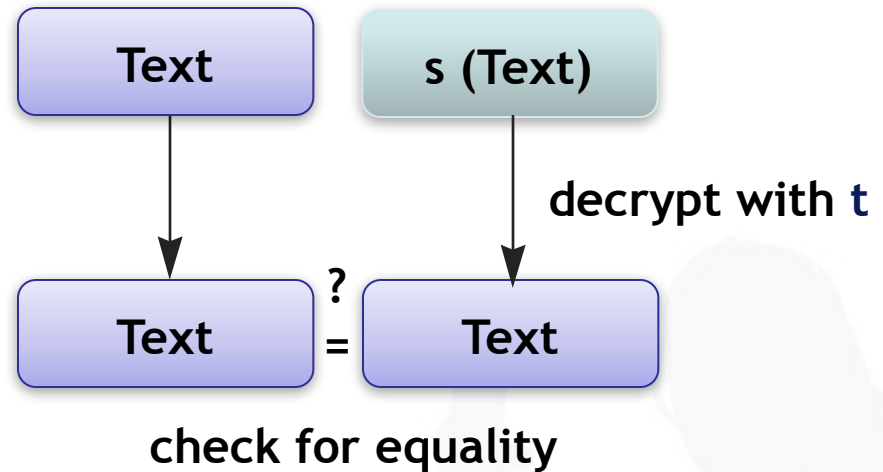 Text
s (Text)
decrypt with t
Text
?
=
Text
check for equality